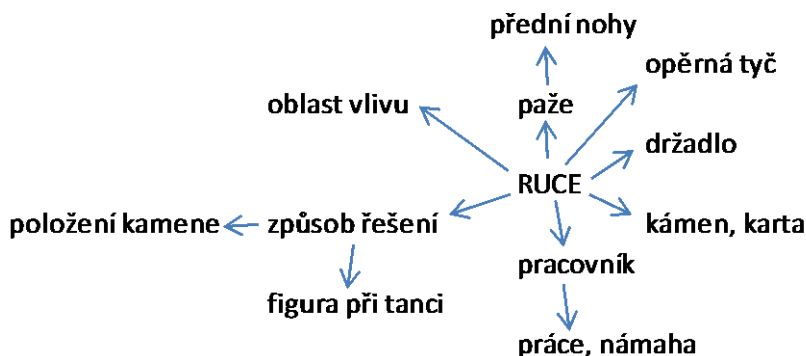 přední nohy
opěrná tyč
oblast vlivu
paže
držadlo
RUCE
položení kamene
způsob řešení
kámen, karta
pracovník
figura při tanci
práce, námaha